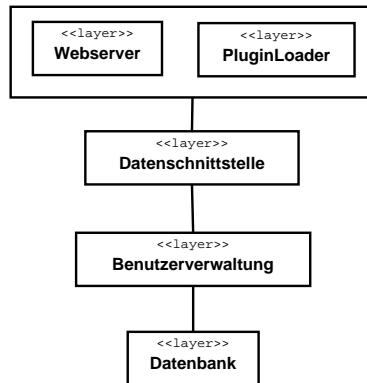 <<layer>>
Webserver
<<layer>>
PluginLoader
<<layer>>
Datenschnittstelle
<<layer>>
Benutzerverwaltung
<<layer>>
Datenbank